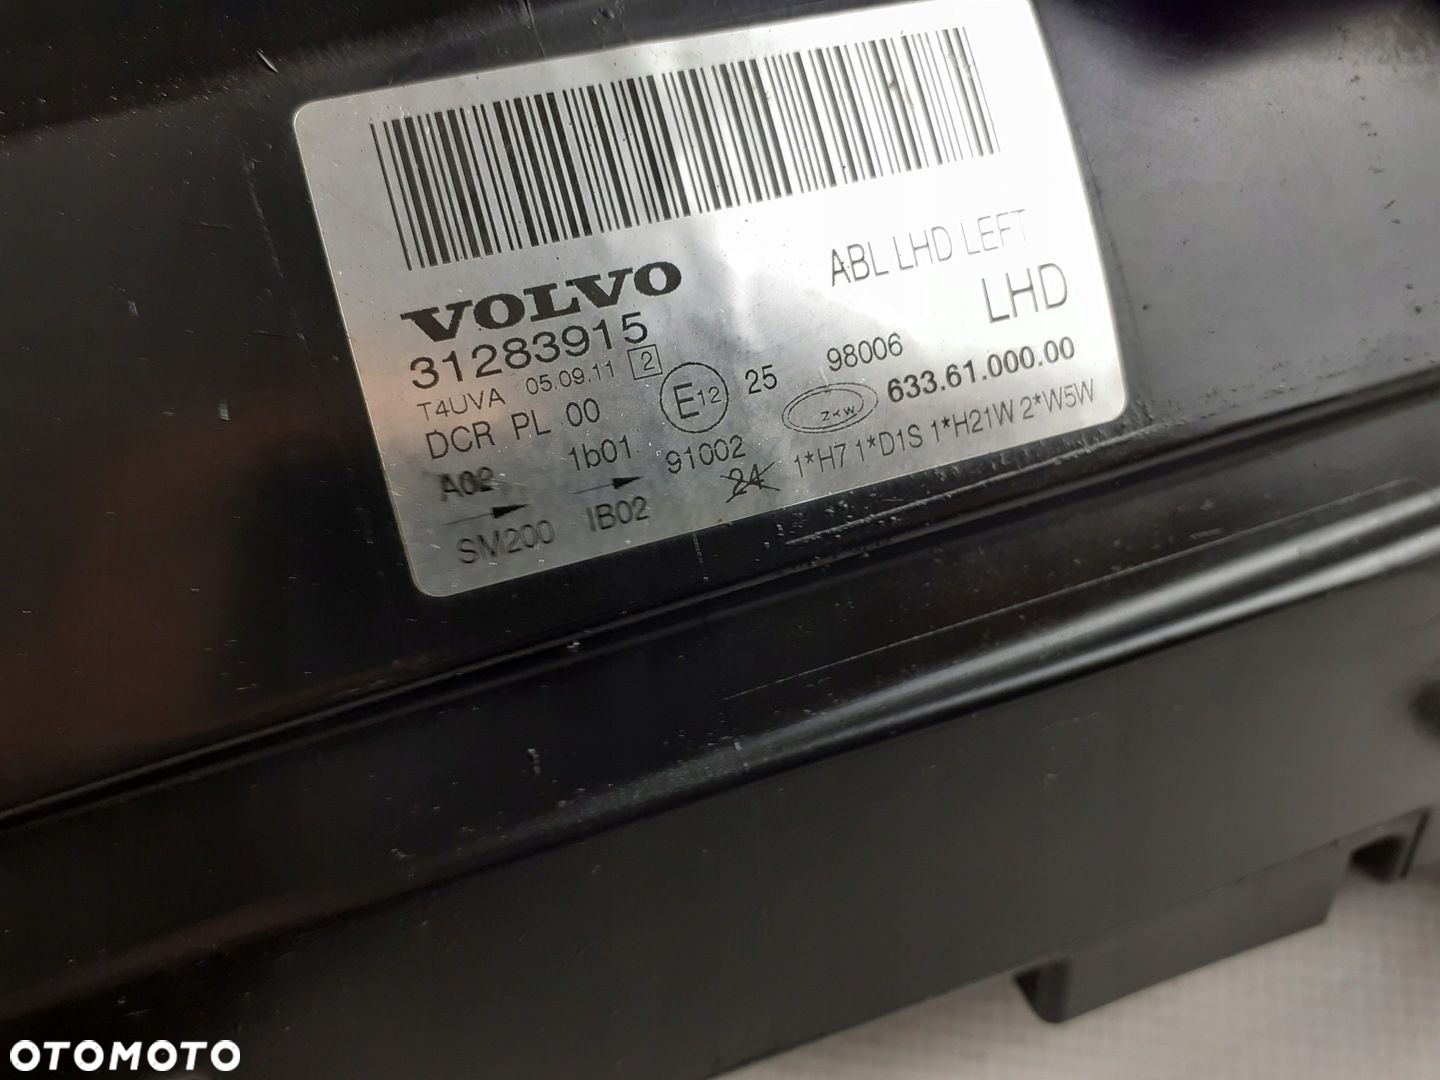 ABL LHD LEFT
LHD
VOLVO
31283915
T4UVA 05.09.11 2
DCR PL 00
E12 25
98006
ZKW 633.61.000.00
A02 1b01 91002
24 1*H7 1*D1S 1*H21W 2*W5W
SM200 IB02
OTOMOTO